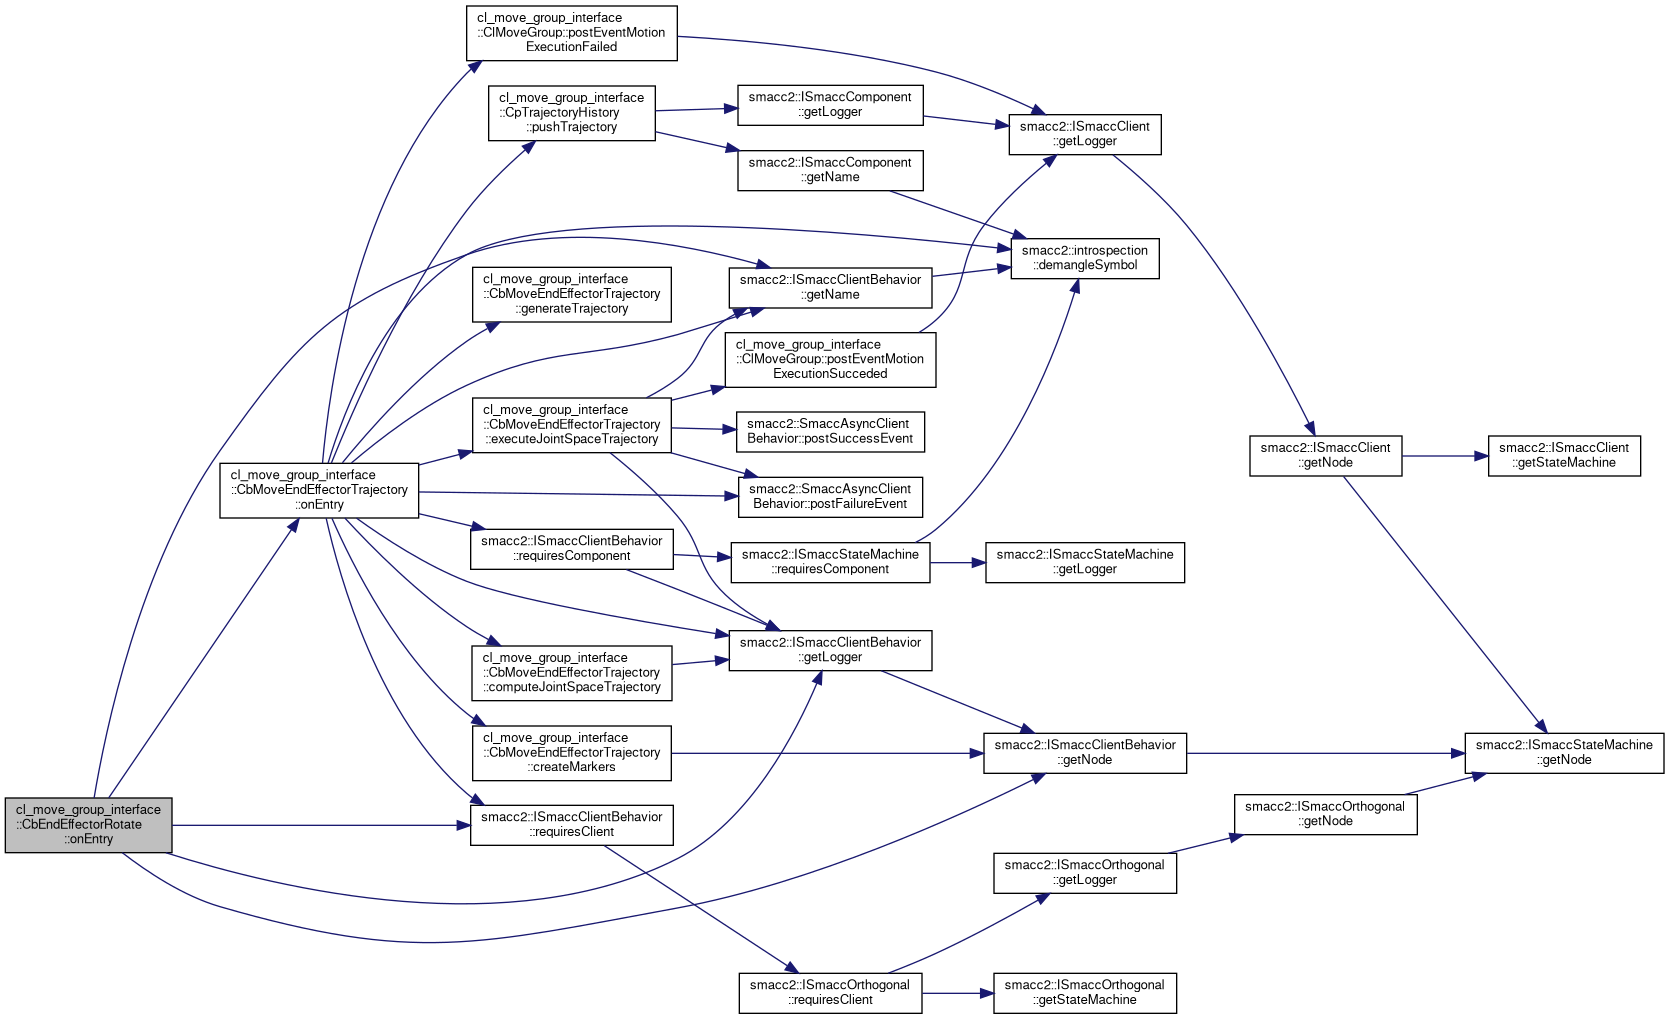 cl_move_group_interface
::ClMoveGroup::postEventMotion
ExecutionFailed
cl_move_group_interface
::CpTrajectoryHistory
::pushTrajectory
smacc2::ISmaccComponent
::getLogger
smacc2::ISmaccClient
::getLogger
smacc2::ISmaccComponent
::getName
smacc2::introspection
::demangleSymbol
cl_move_group_interface
::CbMoveEndEffectorTrajectory
::generateTrajectory
smacc2::ISmaccClientBehavior
::getName
cl_move_group_interface
::ClMoveGroup::postEventMotion
ExecutionSucceded
cl_move_group_interface
::CbMoveEndEffectorTrajectory
::executeJointSpaceTrajectory
smacc2::SmaccAsyncClient
Behavior::postSuccessEvent
smacc2::ISmaccClient
::getNode
smacc2::ISmaccClient
::getStateMachine
cl_move_group_interface
::CbMoveEndEffectorTrajectory
::onEntry
smacc2::SmaccAsyncClient
Behavior::postFailureEvent
smacc2::ISmaccClientBehavior
::requiresComponent
smacc2::ISmaccStateMachine
::requiresComponent
smacc2::ISmaccStateMachine
::getLogger
cl_move_group_interface
::CbMoveEndEffectorTrajectory
::computeJointSpaceTrajectory
smacc2::ISmaccClientBehavior
::getLogger
cl_move_group_interface
::CbMoveEndEffectorTrajectory
::createMarkers
smacc2::ISmaccClientBehavior
::getNode
smacc2::ISmaccStateMachine
::getNode
cl_move_group_interface
::CbEndEffectorRotate
::onEntry
smacc2::ISmaccClientBehavior
::requiresClient
smacc2::ISmaccOrthogonal
::getNode
smacc2::ISmaccOrthogonal
::getLogger
smacc2::ISmaccOrthogonal
::requiresClient
smacc2::ISmaccOrthogonal
::getStateMachine